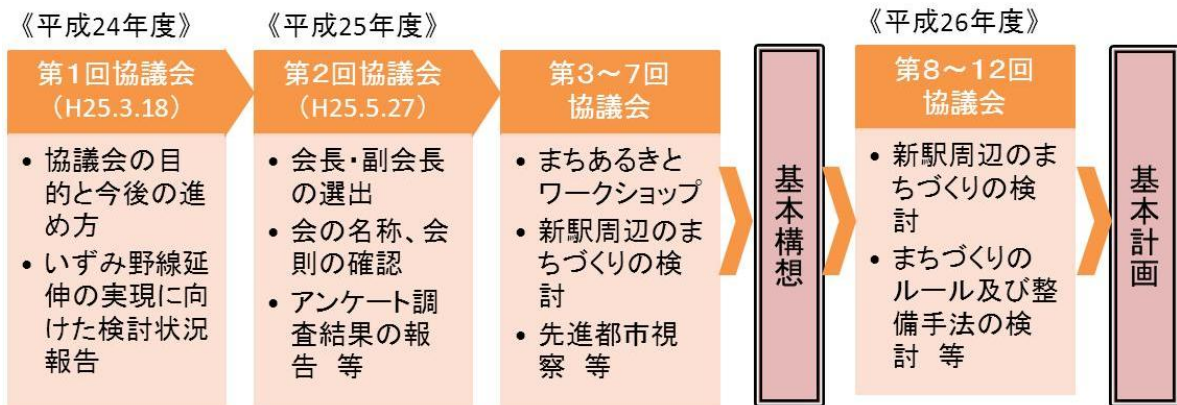 《平成24年度》
第1回協議会
（H25.3.18）
• 協議会の目
的と今後の進
め方
• いずみ野線延
伸の実現に向
けた検討状況
報告
《平成25年度》
第2回協議会
（H25.5.27）
• 会長・副会長
の選出
• 会の名称、会
則の確認
• アンケート調
査結果の報
告　等
第3～7回
協議会
• まちあるきと
ワークショップ
• 新駅周辺のま
ちづくりの検
討
• 先進都市視
察　等
基本構想
《平成26年度》
第8～12回
協議会
• 新駅周辺のま
ちづくりの検
討
• まちづくりの
ルール及び整
備手法の検
討　等
基本計画